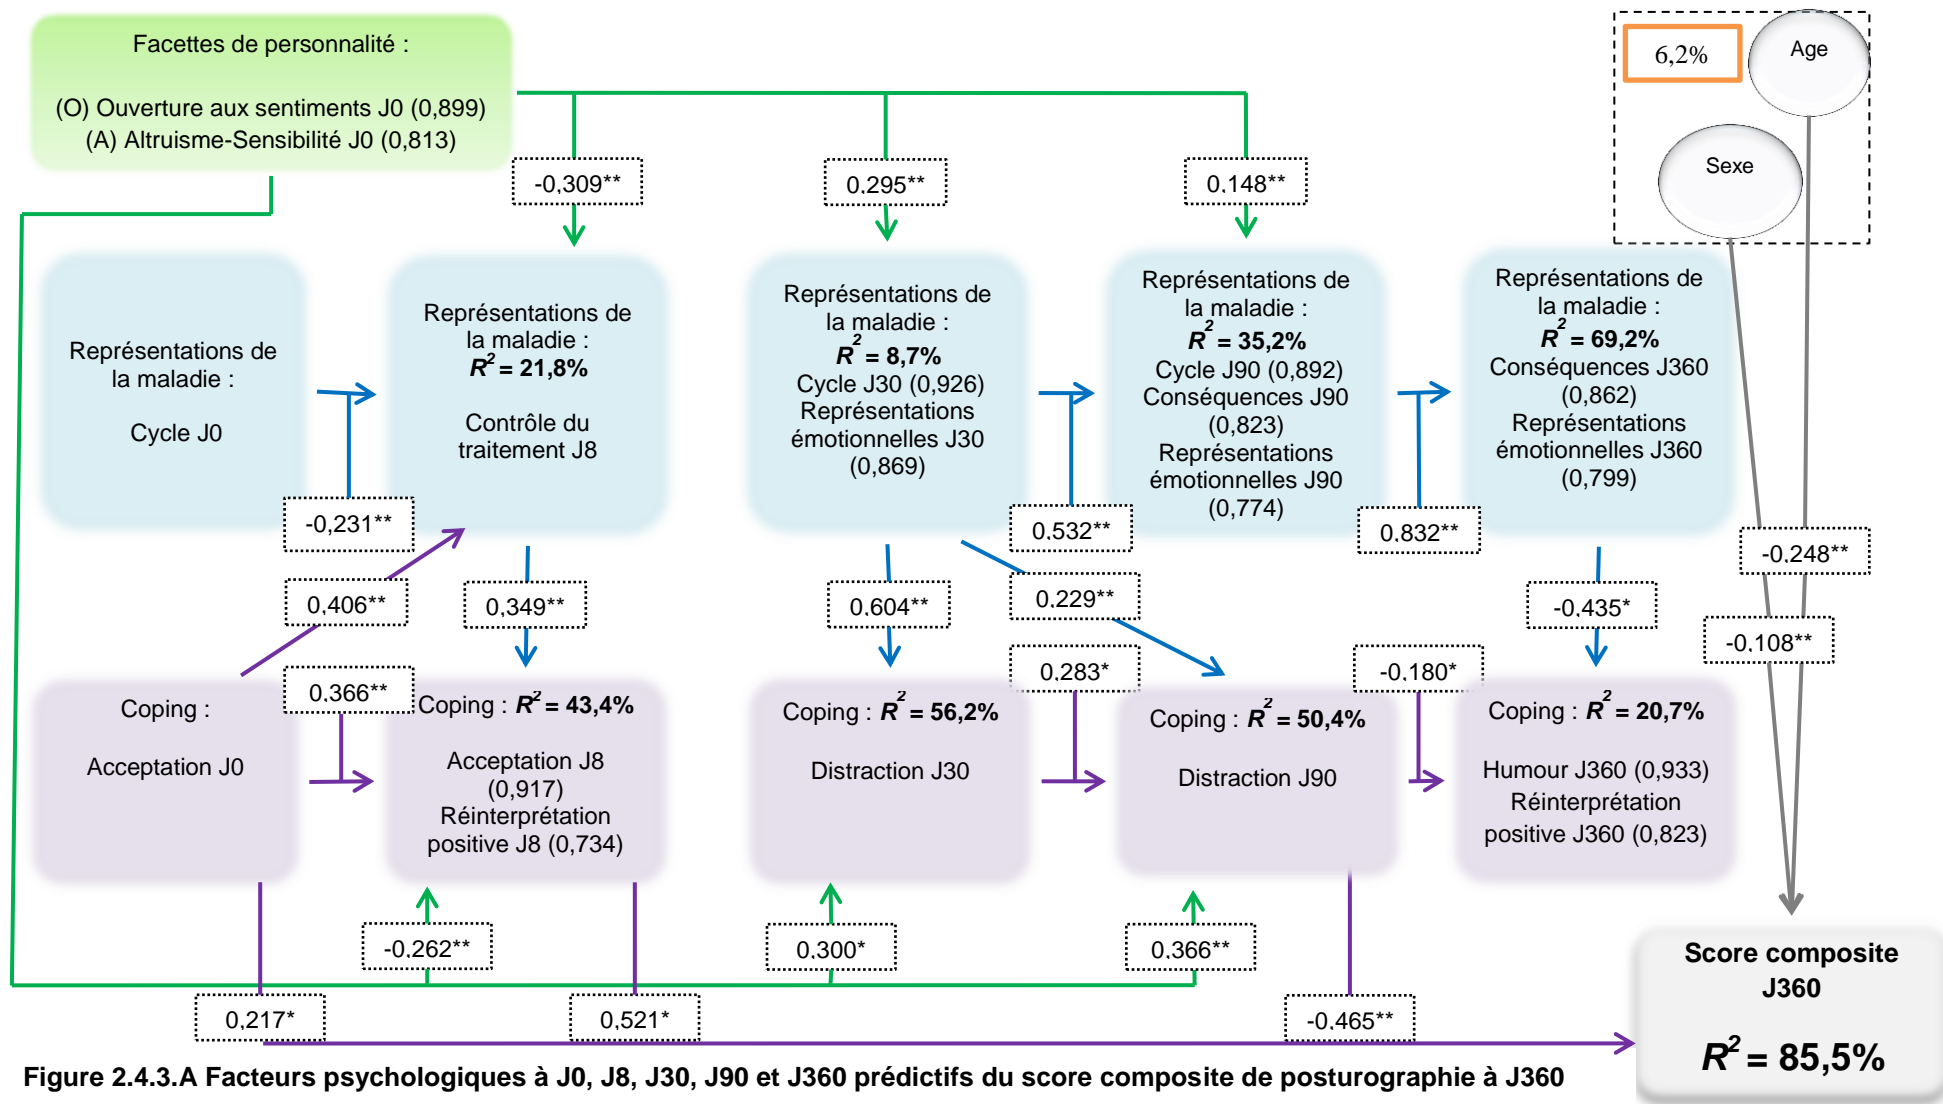 Facettes de personnalité :
(O) Ouverture aux sentiments J0 (0,899)
(A) Altruisme-Sensibilité J0 (0,813)
6,2%
Age
Sexe
-0,309**
0,295**
0,148**
Représentations de
la maladie :
Cycle J0
Représentations de
la maladie :
R² = 21,8%
Contrôle du
traitement J8
Représentations de
la maladie :
R² = 8,7%
Cycle J30 (0,926)
Représentations
émotionnelles J30
(0,869)
Représentations de
la maladie :
R² = 35,2%
Cycle J90 (0,892)
Conséquences J90
(0,823)
Représentations
émotionnelles J90
(0,774)
Représentations de
la maladie :
R² = 69,2%
Conséquences J360
(0,862)
Représentations
émotionnelles J360
(0,799)
-0,231**
0,532**
0,832**
-0,248**
0,406**
0,349**
0,604**
0,229**
-0,435*
-0,108**
0,366**
0,283*
-0,180*
Coping :
Acceptation J0
Coping : R² = 43,4%
Acceptation J8
(0,917)
Réinterprétation
positive J8 (0,734)
Coping : R² = 56,2%
Distraction J30
Coping : R² = 50,4%
Distraction J90
Coping : R² = 20,7%
Humour J360 (0,933)
Réinterprétation
positive J360 (0,823)
-0,262**
0,300*
0,366**
0,217*
0,521*
-0,465**
Score composite
J360
R² = 85,5%
Figure 2.4.3.A Facteurs psychologiques à J0, J8, J30, J90 et J360 prédictifs du score composite de posturographie à J360